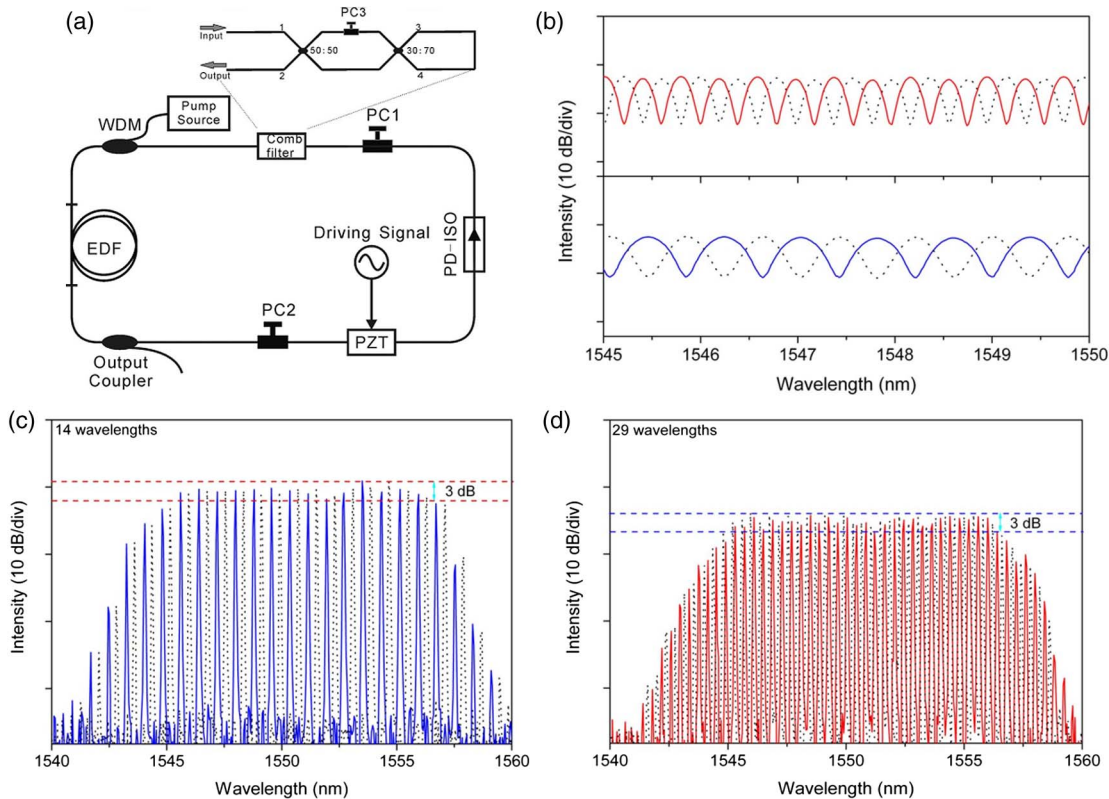 (a)
PC3
1
3
Input
50:50
30:70
Output
2
4
Pump
Source
WDM
PC1
Comb
filter
EDF
Driving Signal
PD-ISO
PC2
PZT
Output
Coupler
(b)
Intensity (10 dB/div)
1545 1546 1547 1548 1549 1550
Wavelength (nm)
(c)
14 wavelengths
3 dB
Intensity (10 dB/div)
1540 1545 1550 1555 1560
Wavelength (nm)
(d)
29 wavelengths
3 dB
Intensity (10 dB/div)
1540 1545 1550 1555 1560
Wavelength (nm)